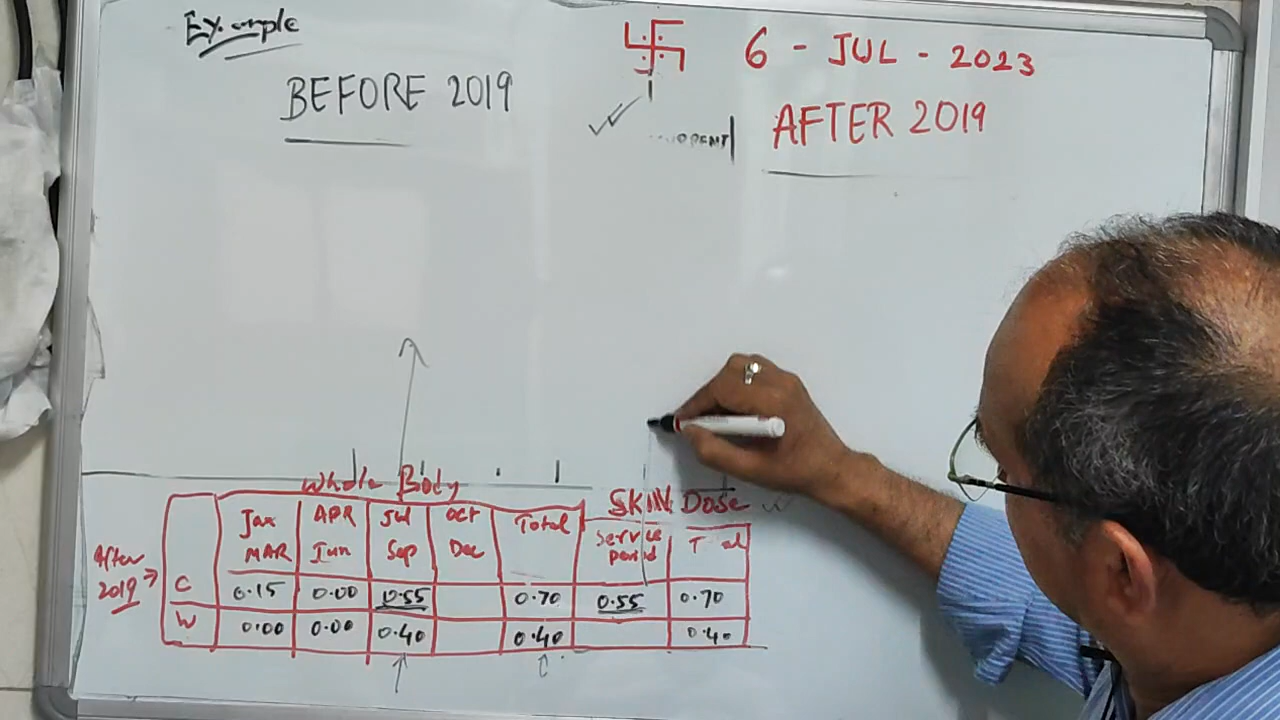 Example
6 - JUL - 2023
BEFORE 2019
AFTER 2019
Whole Body
SKIN DOSE
After 2019
Jan MAR
APR Jun
Jul Sep
Oct Dec
Total
Service period
T al
C 0.15 0.00 0.55 0.70 0.55 0.70
W 0.00 0.00 0.40 0.40 0.40